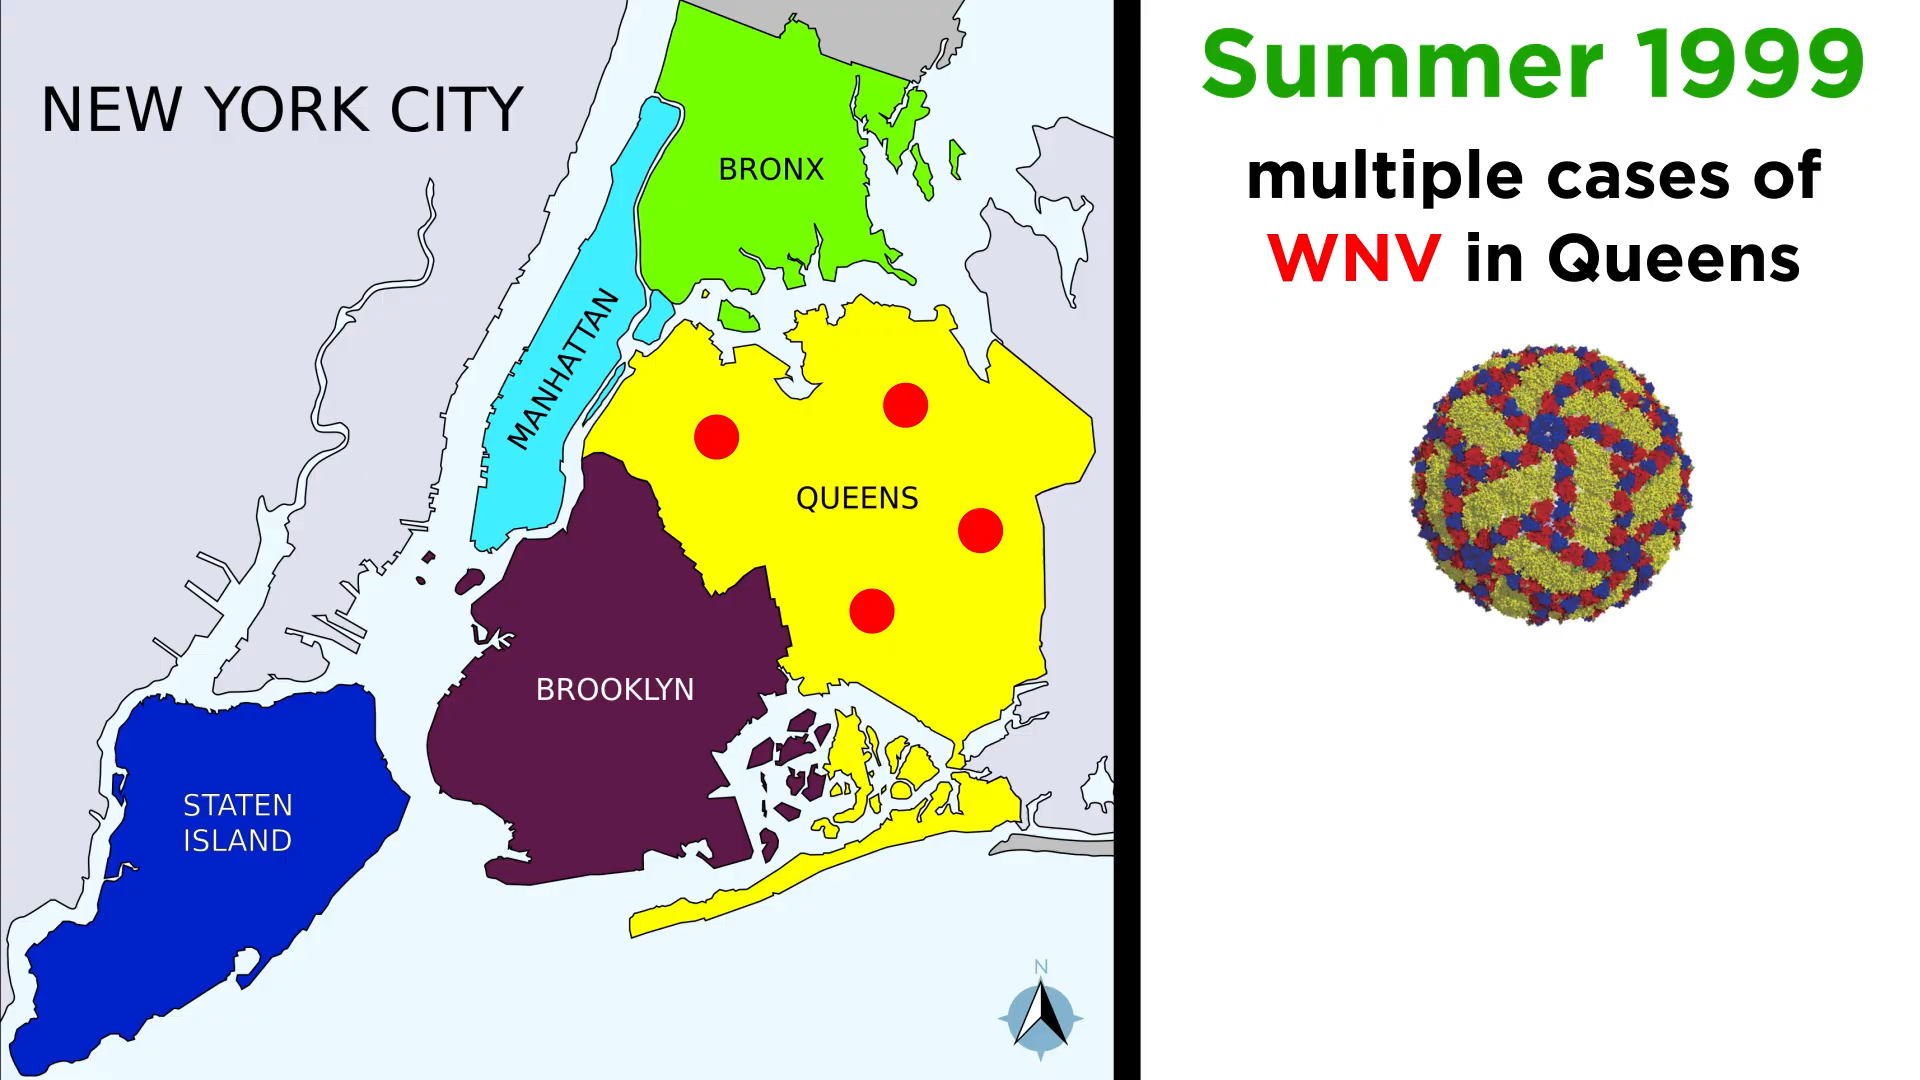 NEW YORK CITY
BRONX
MANHATTAN
QUEENS
BROOKLYN
STATEN
ISLAND
N
Summer 1999
multiple cases of
WNV in Queens